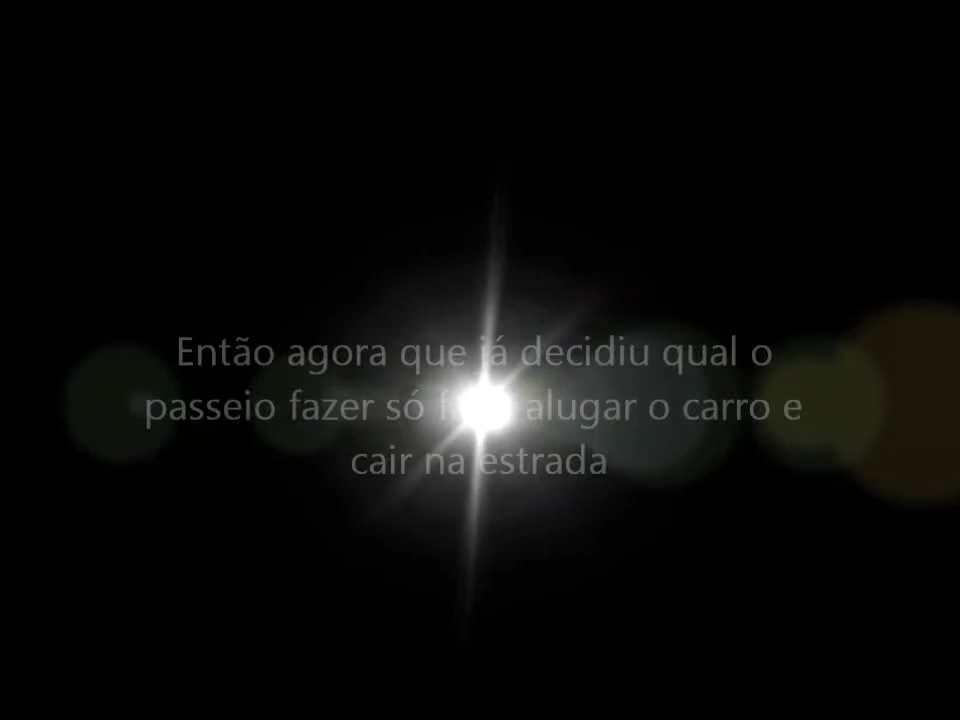 Então agora que já decidiu qual o
passeio fazer só alugar o carro e
cair na estrada